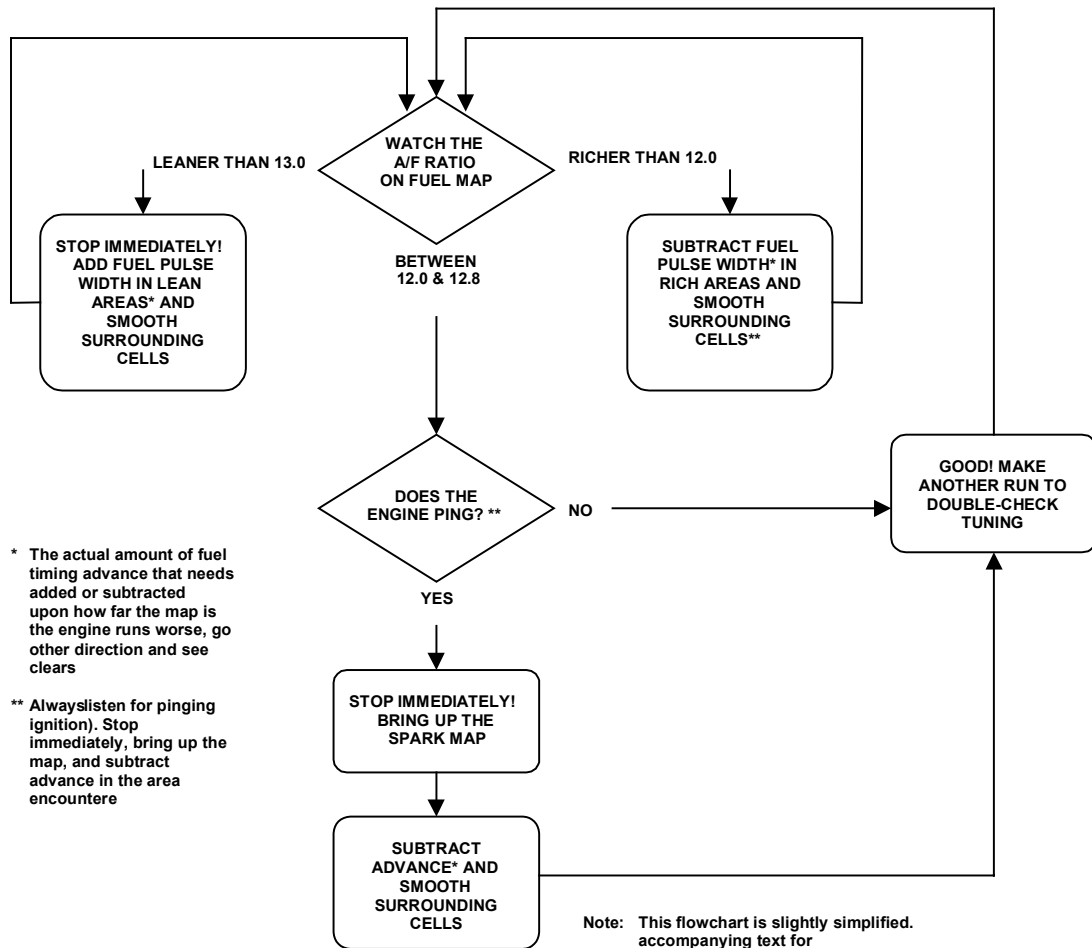 WATCH THE
A/F RATIO
ON FUEL MAP
LEANER THAN 13.0
RICHER THAN 12.0
STOP IMMEDIATELY!
ADD FUEL PULSE
WIDTH IN LEAN
AREAS* AND
SMOOTH
SURROUNDING
CELLS
BETWEEN
12.0 & 12.8
SUBTRACT FUEL
PULSE WIDTH* IN
RICH AREAS AND
SMOOTH
SURROUNDING
CELLS**
DOES THE
ENGINE PING? **
NO
GOOD! MAKE
ANOTHER RUN TO
DOUBLE-CHECK
TUNING
YES
STOP IMMEDIATELY!
BRING UP THE
SPARK MAP
SUBTRACT
ADVANCE* AND
SMOOTH
SURROUNDING
CELLS
* The actual amount of fuel
timing advance that needs
added or subtracted
upon how far the map is
the engine runs worse, go
other direction and see
clears
** Alwayslisten for pinging
ignition). Stop
immediately, bring up the
map, and subtract
advance in the area
encountere
Note: This flowchart is slightly simplified.
accompanying text for